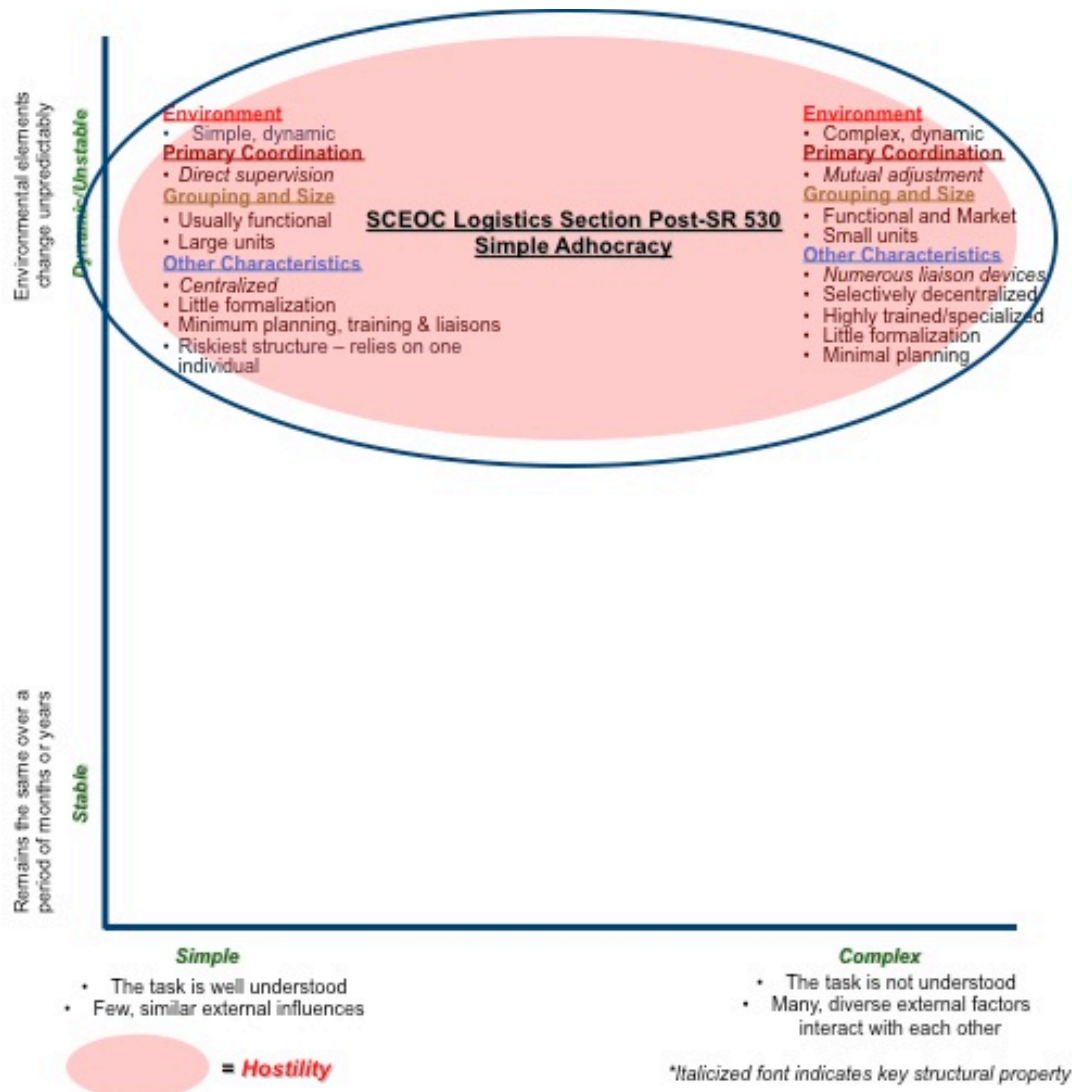 Environmental elements
change unpredictably
Dynamic/Unstable
Environment
• Simple, dynamic
Primary Coordination
• Direct supervision
Grouping and Size
• Usually functional
• Large units
Other Characteristics
• Centralized
• Little formalization
• Minimum planning, training & liaisons
• Riskiest structure – relies on one
individual
SCEOC Logistics Section Post-SR 530
Simple Adhocracy
Environment
• Complex, dynamic
Primary Coordination
• Mutual adjustment
Grouping and Size
• Functional and Market
• Small units
Other Characteristics
• Numerous liaison devices
• Selectively decentralized
• Highly trained/specialized
• Little formalization
• Minimal planning
Remains the same over a
period of months or years
Stable
Simple
• The task is well understood
• Few, similar external influences
Complex
• The task is not understood
• Many, diverse external factors
interact with each other
= Hostility
*Italicized font indicates key structural property